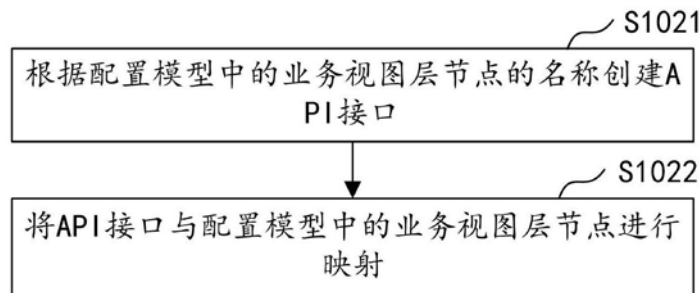 S1021
根据配置模型中的业务视图层节点的名称创建A
PI接口
S1022
将API接口与配置模型中的业务视图层节点进行
映射